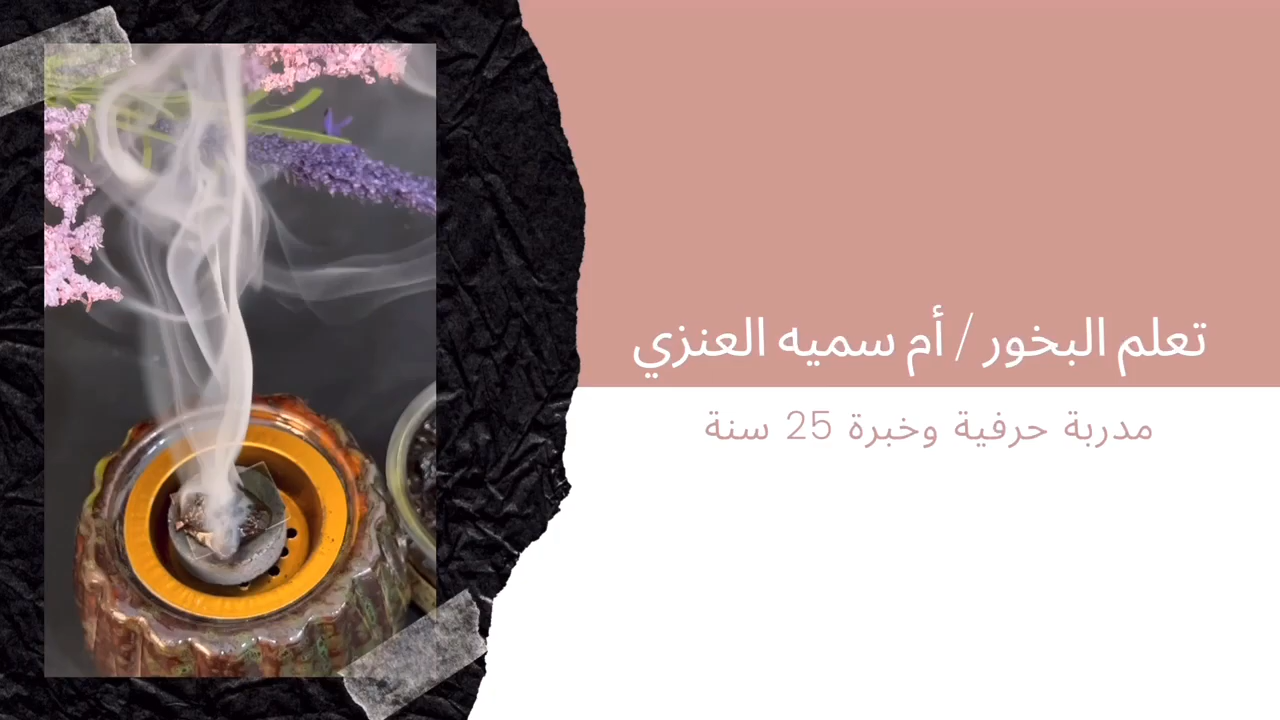 تعلم البخور / أم سميه العنزي
مدربة حرفية وخبرة 25 سنة